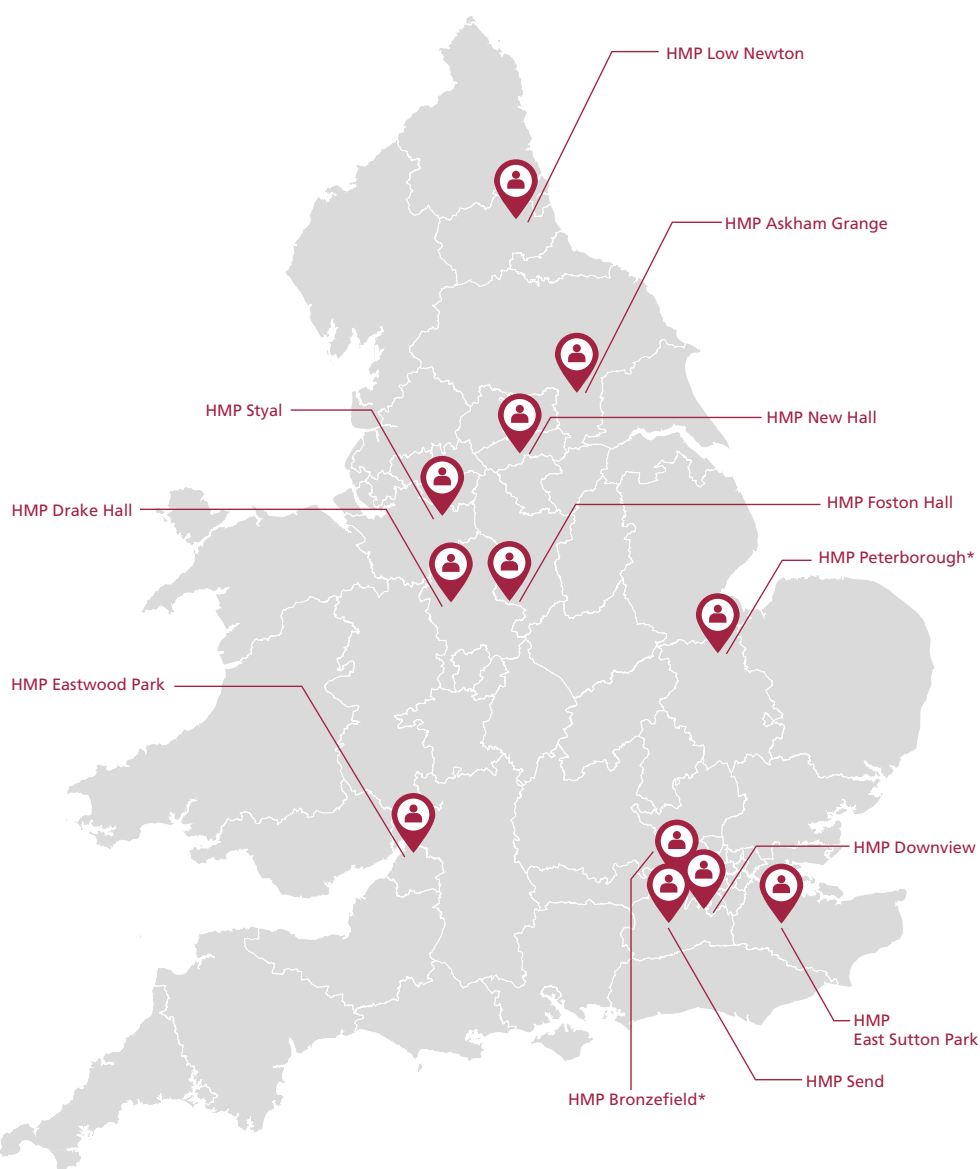 HMP Low Newton
HMP Askham Grange
HMP Styal
HMP New Hall
HMP Drake Hall
HMP Foston Hall
HMP Peterborough*
HMP Eastwood Park
HMP Downview
HMP
East Sutton Park
HMP Send
HMP Bronzefield*